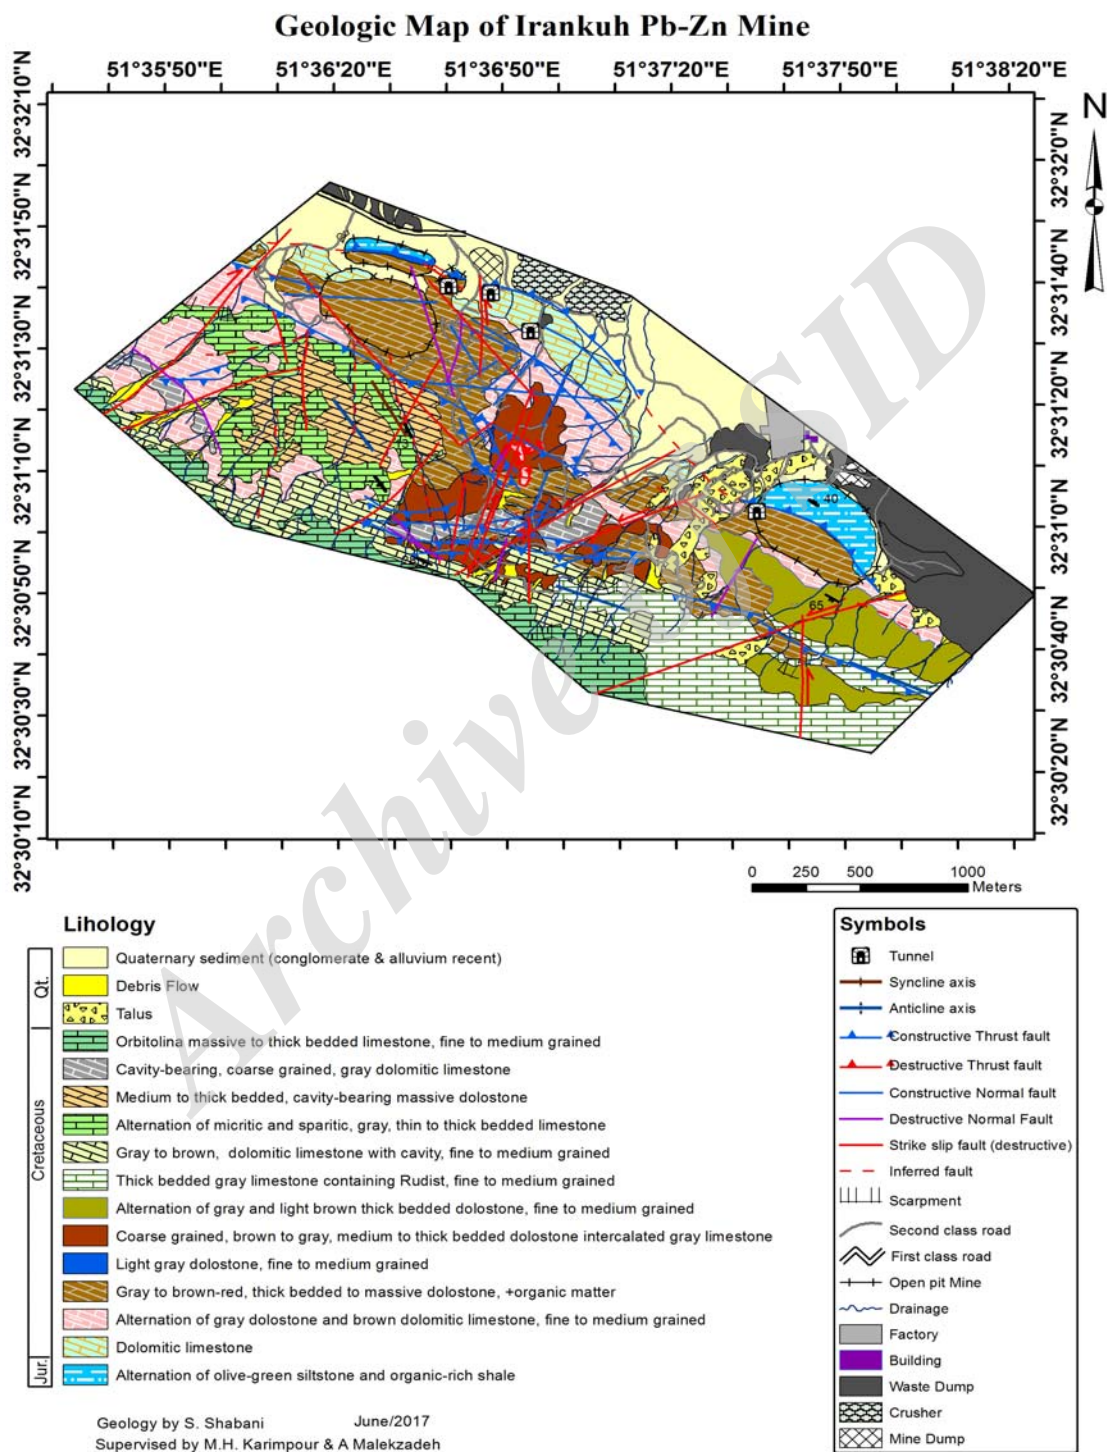 Geologic Map of Irankuh Pb-Zn Mine
51°35'50"E 51°36'20"E 51°36'50"E 51°37'20"E 51°37'50"E 51°38'20"E
N
32°32'10"N
32°31'50"N
32°31'30"N
32°31'10"N
32°30'50"N
32°30'30"N
32°30'10"N
32°32'0"N
32°31'40"N
32°31'20"N
32°31'0"N
32°30'40"N
32°30'20"N
40
65
Archive of SID
0 250 500 1000
Meters
Lihology
Qt.
Cretaceous
Jur.
Quaternary sediment (conglomerate & alluvium recent)
Debris Flow
Talus
Orbitolina massive to thick bedded limestone, fine to medium grained
Cavity-bearing, coarse grained, gray dolomitic limestone
Medium to thick bedded, cavity-bearing massive dolostone
Alternation of micritic and sparitic, gray, thin to thick bedded limestone
Gray to brown, dolomitic limestone with cavity, fine to medium grained
Thick bedded gray limestone containing Rudist, fine to medium grained
Alternation of gray and light brown thick bedded dolostone, fine to medium grained
Coarse grained, brown to gray, medium to thick bedded dolostone intercalated gray limestone
Light gray dolostone, fine to medium grained
Gray to brown-red, thick bedded to massive dolostone, +organic matter
Alternation of gray dolostone and brown dolomitic limestone, fine to medium grained
Dolomitic limestone
Alternation of olive-green siltstone and organic-rich shale
Symbols
Tunnel
Syncline axis
Anticline axis
Constructive Thrust fault
Destructive Thrust fault
Constructive Normal fault
Destructive Normal Fault
Strike slip fault (destructive)
Inferred fault
Scarpment
Second class road
First class road
Open pit Mine
Drainage
Factory
Building
Waste Dump
Crusher
Mine Dump
Geology by S. Shabani June/2017
Supervised by M.H. Karimpour & A Malekzadeh